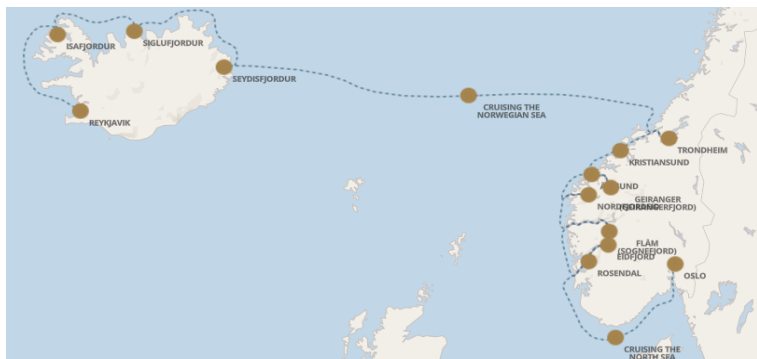 ISAFJORDUR
SIGLUFJORDUR
SEYDISFJORDUR
REYKJAVIK
CRUISING THE
NORWEGIAN SEA
TRONDHEIM
KRISTIANSUND
GEIRANGER
(GEIRANGERFJORD)
FLÅM
(SOGNEFJORD)
EIDFJORD
ROSENDAL
OSLO
CRUISING THE
NORTH SEA